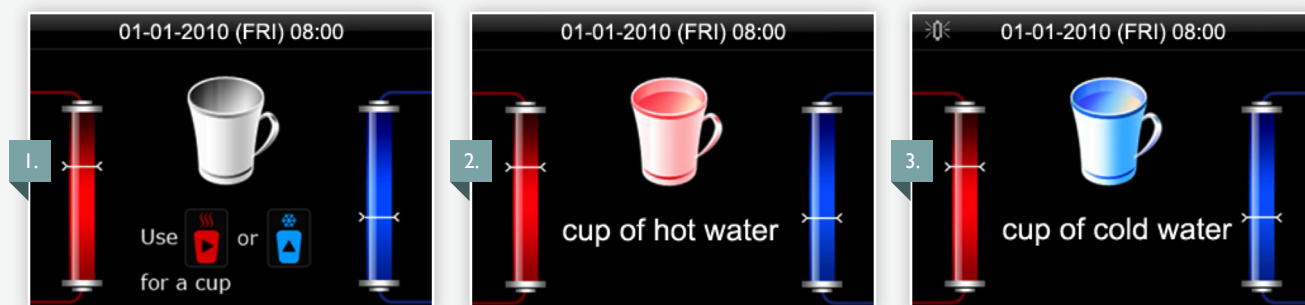 1.
01-01-2010 (FRI) 08:00
Use or
for a cup
2.
01-01-2010 (FRI) 08:00
cup of hot water
3.
01-01-2010 (FRI) 08:00
cup of cold water